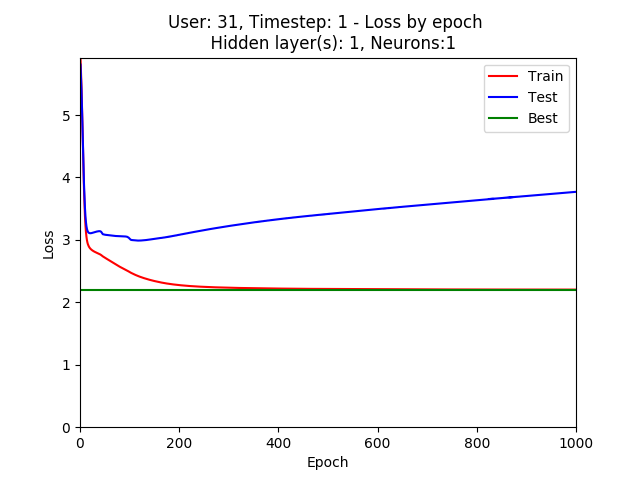 User: 31, Timestep: 1 - Loss by epoch
Hidden layer(s): 1, Neurons:1
Train
Test
Best
5
4
3
2
1
0
Loss
0
200
400
600
800
1000
Epoch